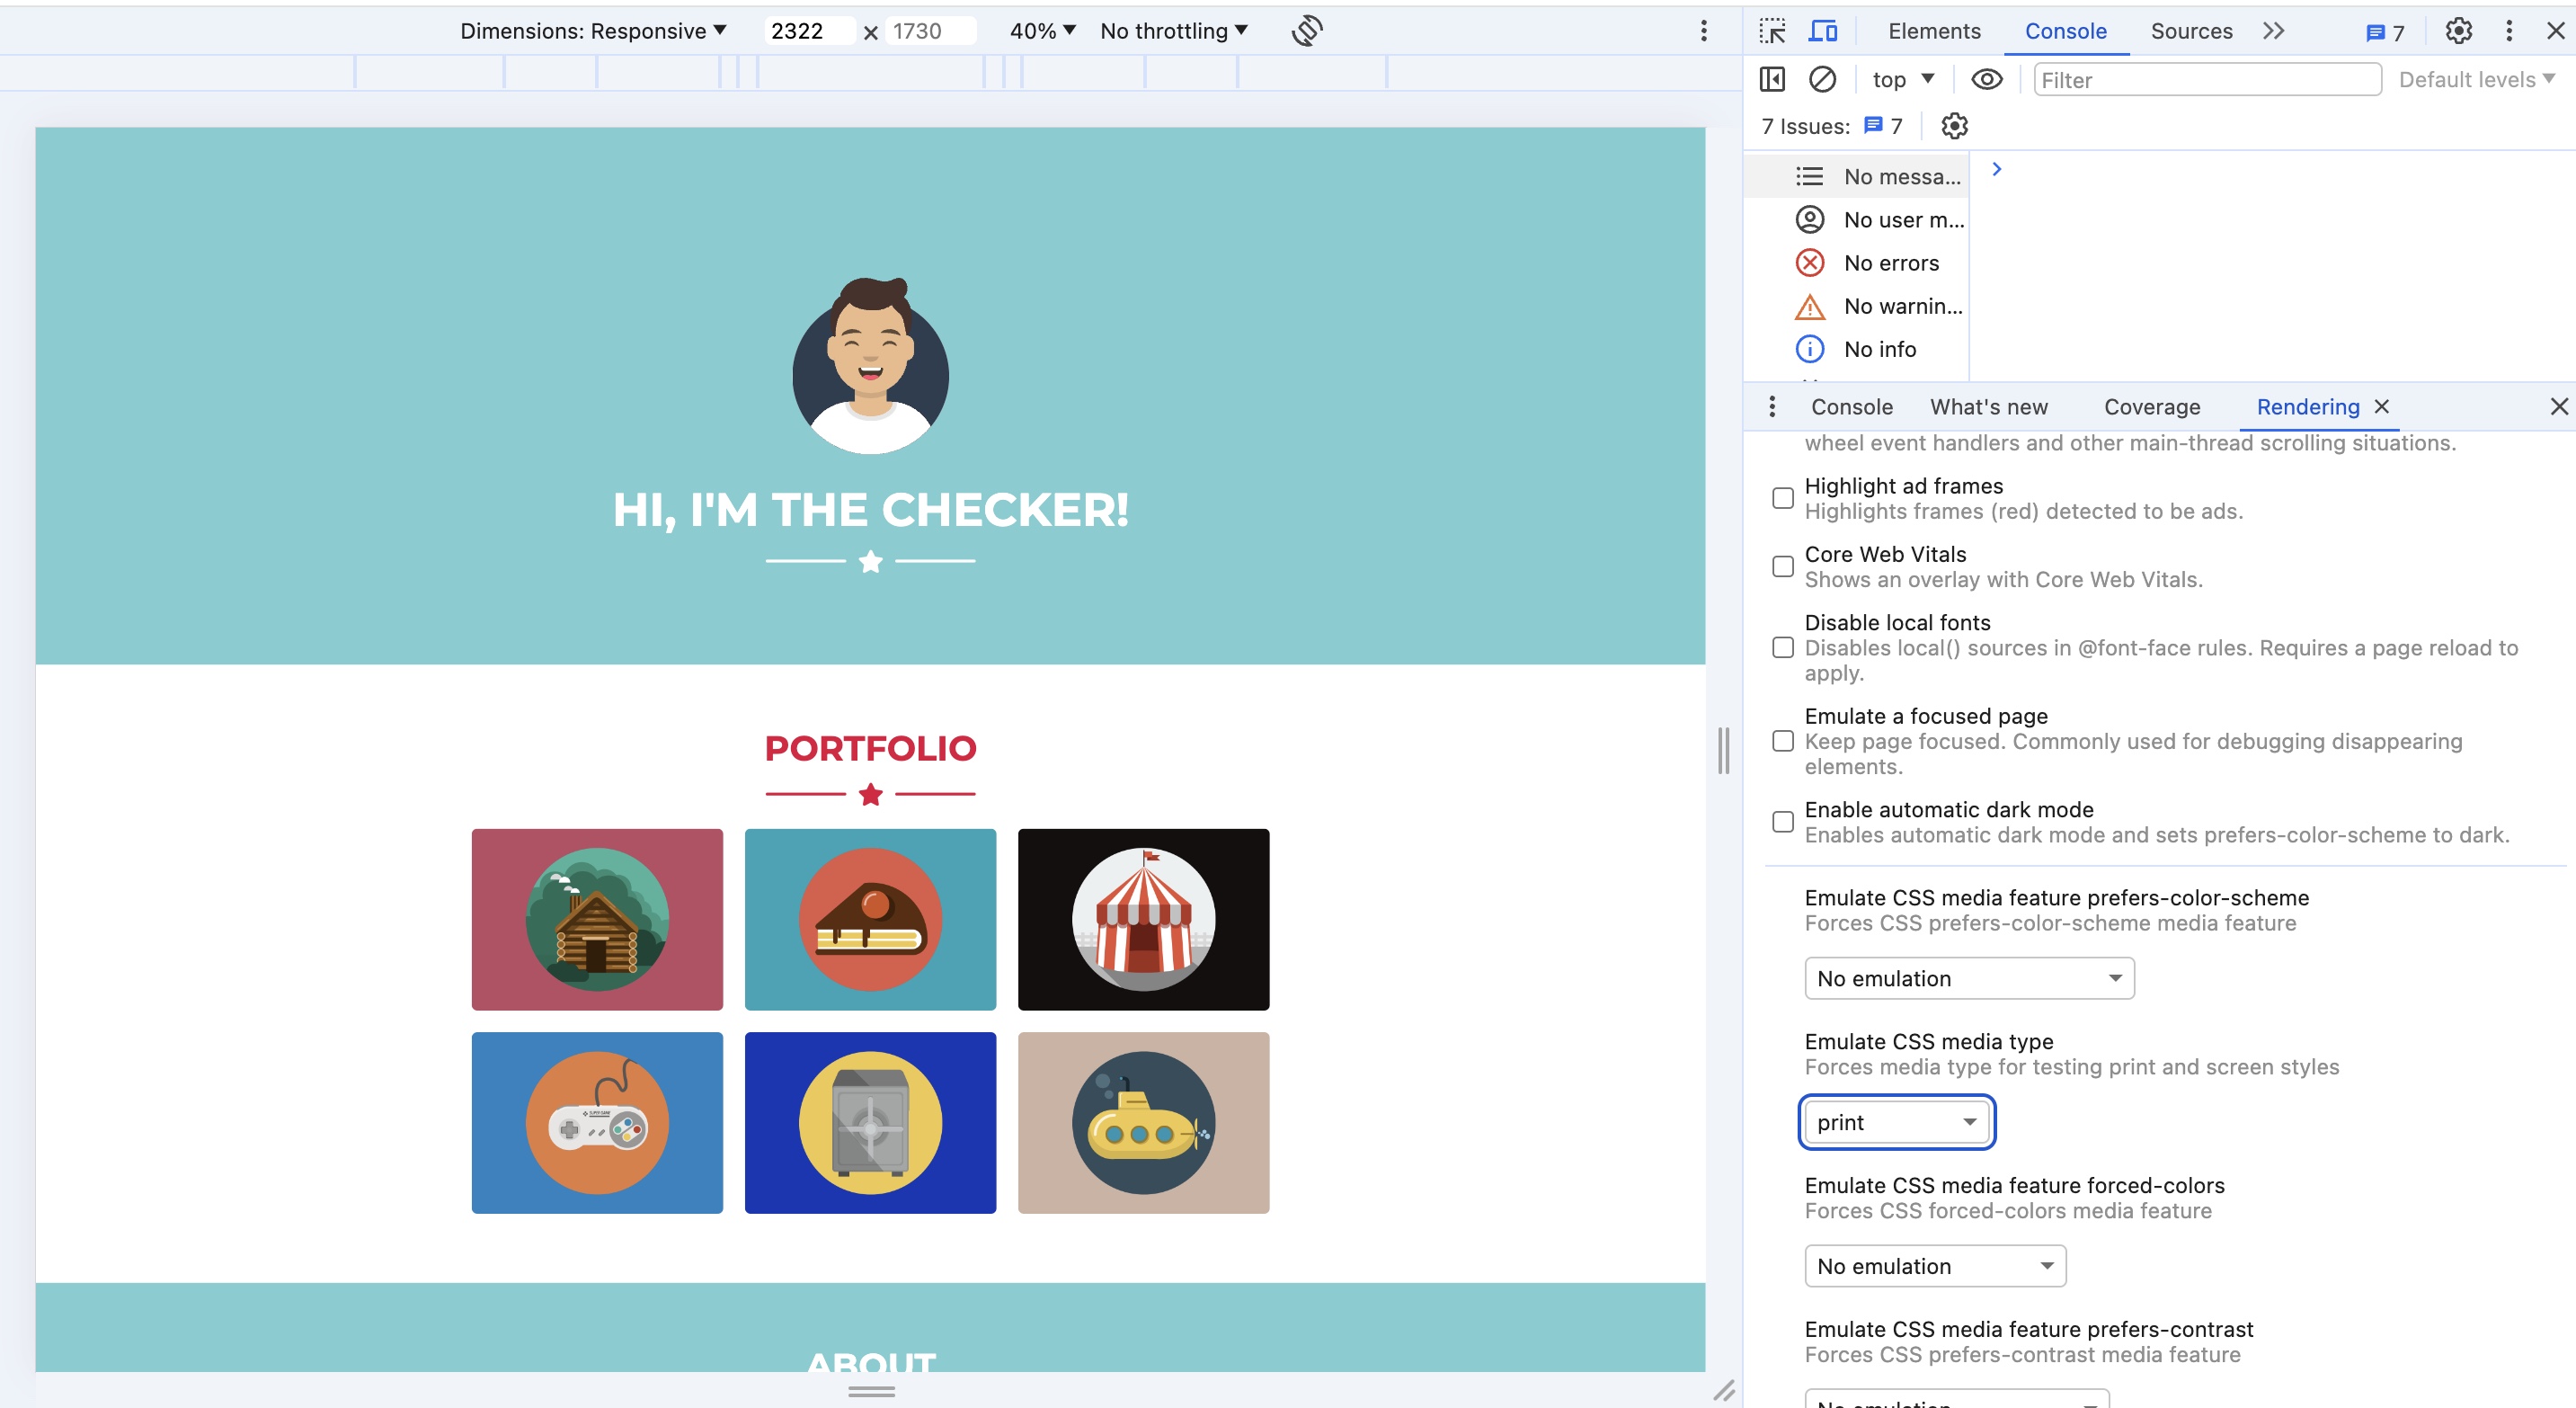 Dimensions: Responsive 2322 x 1730 40% No throttling
Elements Console Sources 7
top Filter Default levels
7 Issues: 7
No messa...
No user m...
No errors
No warnin...
No info
Console What's new Coverage Rendering
wheel event handlers and other main-thread scrolling situations.
Highlight ad frames
Highlights frames (red) detected to be ads.
Core Web Vitals
Shows an overlay with Core Web Vitals.
Disable local fonts
Disables local() sources in @font-face rules. Requires a page reload to
apply.
Emulate a focused page
Keep page focused. Commonly used for debugging disappearing
elements.
Enable automatic dark mode
Enables automatic dark mode and sets prefers-color-scheme to dark.
Emulate CSS media feature prefers-color-scheme
Forces CSS prefers-color-scheme media feature
No emulation
Emulate CSS media type
Forces media type for testing print and screen styles
print
Emulate CSS media feature forced-colors
Forces CSS forced-colors media feature
No emulation
Emulate CSS media feature prefers-contrast
Forces CSS prefers-contrast media feature
No emulation
HI, I'M THE CHECKER!
PORTFOLIO
ABOUT